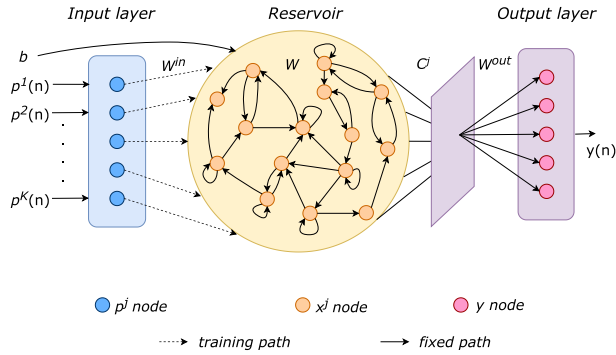 Input layer
Reservoir
Output layer
b
W^in
W
C^j
W^out
p^1(n)
p^2(n)
p^K(n)
y(n)
p^j node
x^j node
y node
training path
fixed path